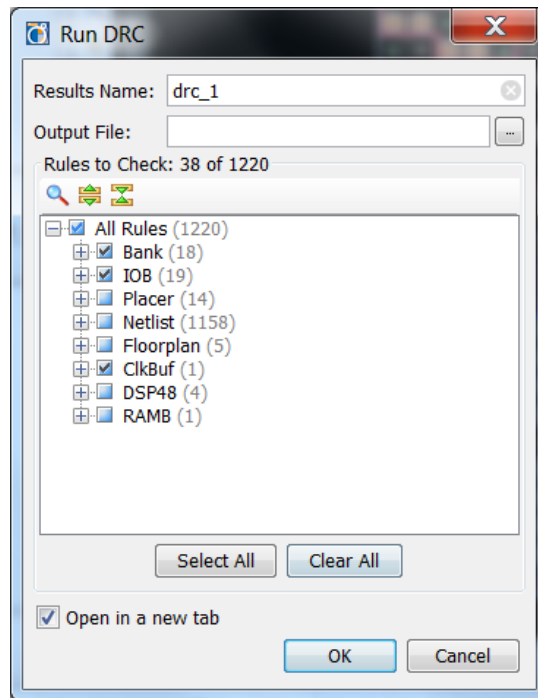 Run DRC
Results Name: drc_1
Output File: ...
Rules to Check: 38 of 1220
All Rules (1220)
Bank (18)
IOB (19)
Placer (14)
Netlist (1158)
Floorplan (5)
ClkBuf (1)
DSP48 (4)
RAMB (1)
Select All Clear All
Open in a new tab
OK Cancel